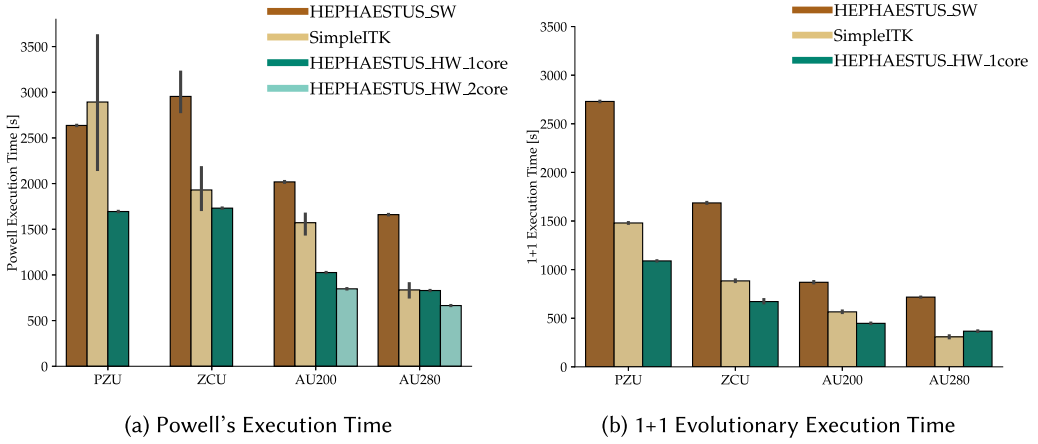 HEPHAESTUS_SW
SimpleITK
HEPHAESTUS_HW_1core
HEPHAESTUS_HW_2core
Powell Execution Time [s]
3500
3000
2500
2000
1500
1000
500
0
PZU
ZCU
AU200
AU280
(a) Powell's Execution Time
HEPHAESTUS_SW
SimpleITK
HEPHAESTUS_HW_1core
1+1 Execution Time [s]
3500
3000
2500
2000
1500
1000
500
0
PZU
ZCU
AU200
AU280
(b) 1+1 Evolutionary Execution Time